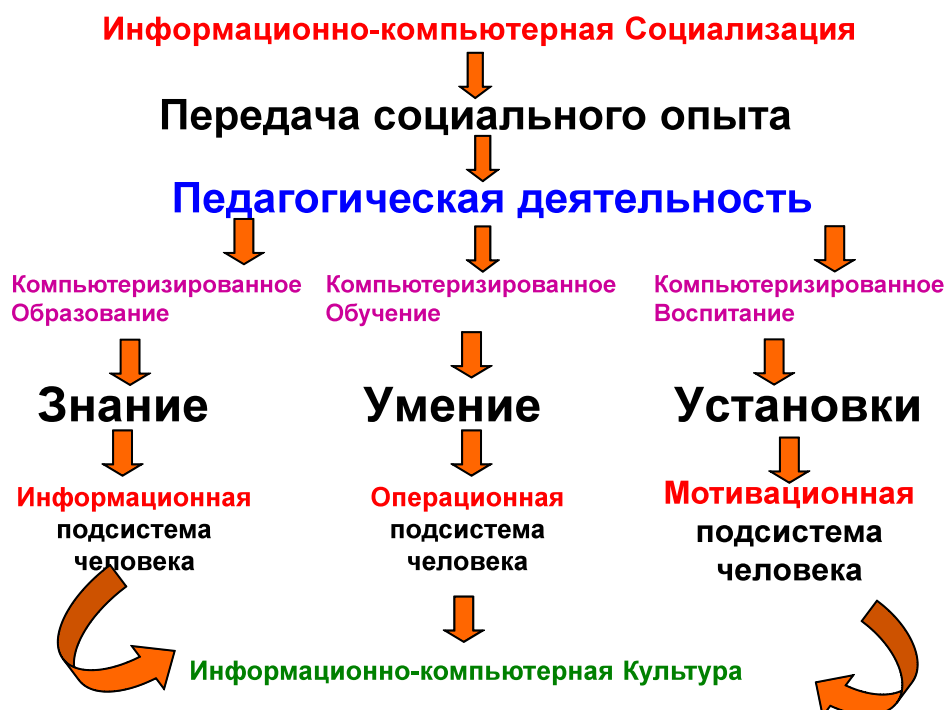 Информационно-компьютерная Социализация
Передача социального опыта
Педагогическая деятельность
Компьютеризированное
Образование
Компьютеризированное
Обучение
Компьютеризированное
Воспитание
Знание
Умение
Установки
Информационная
подсистема
человека
Операционная
подсистема
человека
Мотивационная
подсистема
человека
Информационно-компьютерная Культура